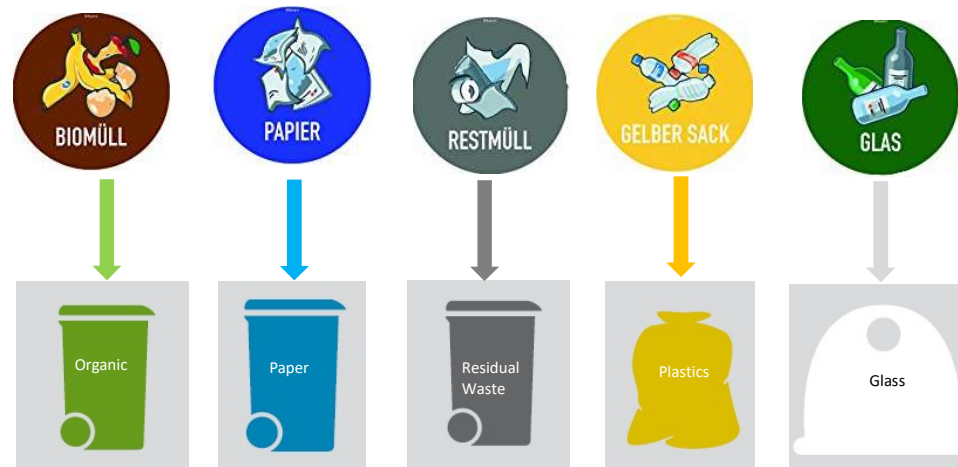 BIOMÜLL
PAPIER
RESTMÜLL
GELBER SACK
GLAS
Organic
Paper
Residual
Waste
Plastics
Glass